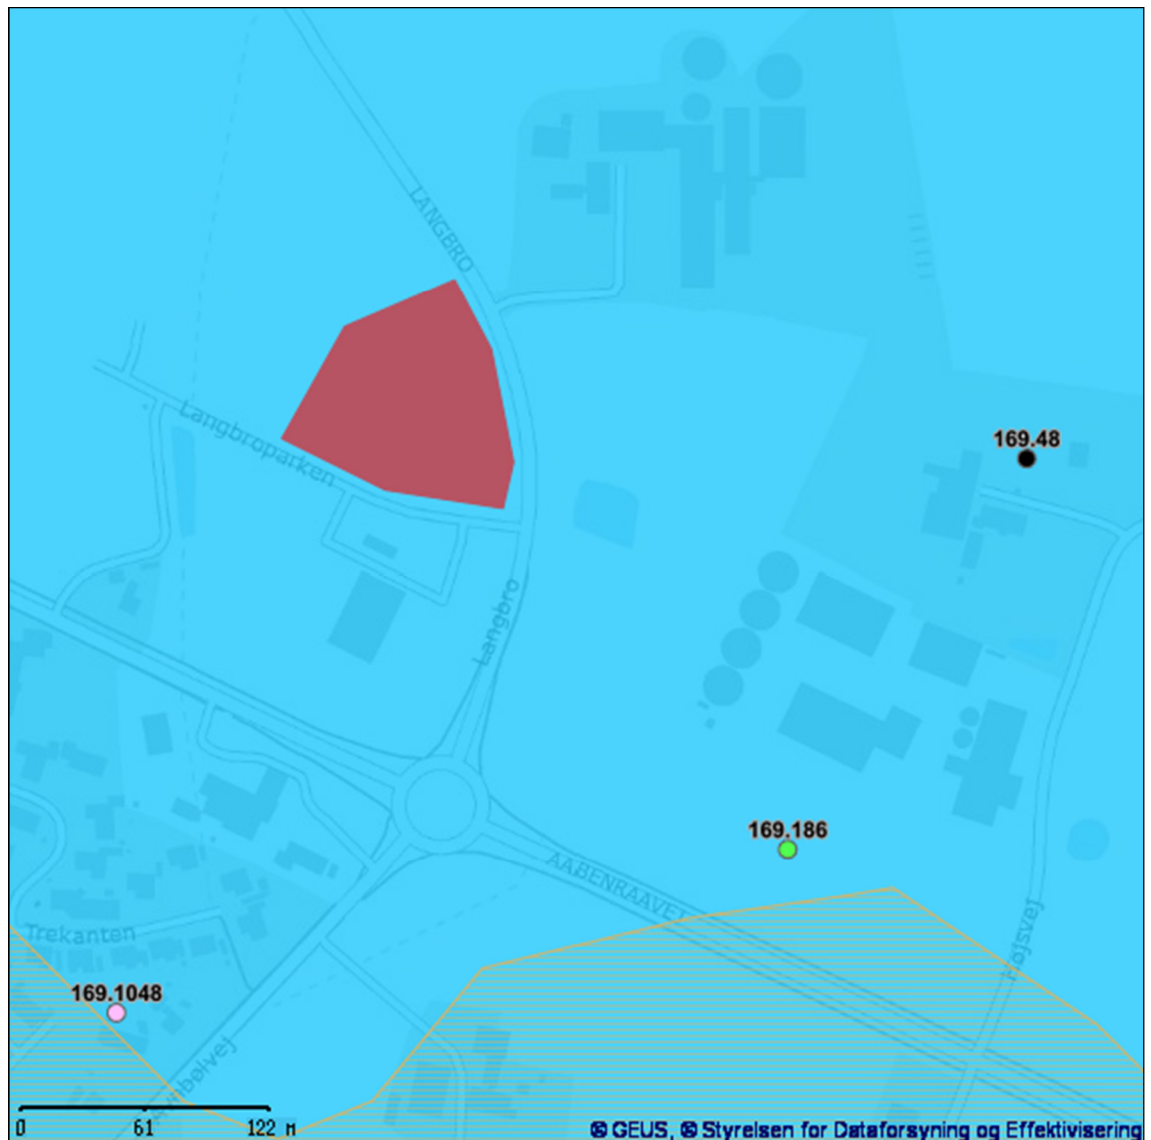 LANGBRO
Langbroparken
169.48
Langbro
169.186
AABENRAAVEJ
Højsvej
Trekanten
169.1048
0 61 122 M
© GEUS, © Styrelsen for Dataforsyning og Effektivisering